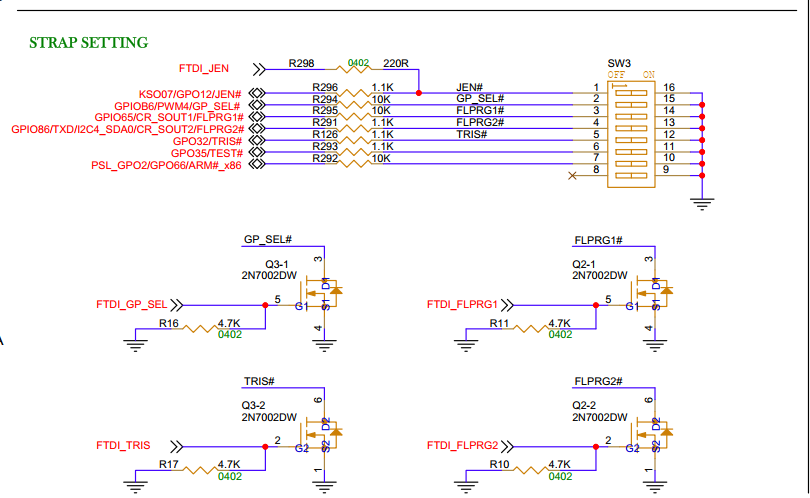 STRAP SETTING
FTDI_JEN R298 0402 220R SW3
OFF ON
KSO07/GPO12/JEN# R296 1.1K JEN# 1 16
GPIOB6/PWM4/GP_SEL# R294 10K GP_SEL# 2 15
GPIO65/CR_SOUT1/FLPRG1# R295 10K FLPRG1# 3 14
GPIO86/TXD/I2C4_SDA0/CR_SOUT2/FLPRG2# R291 1.1K FLPRG2# 4 13
GPO32/TRIS# R126 1.1K TRIS# 5 12
GPO35/TEST# R293 1.1K 6 11
PSL_GPO2/GPO66/ARM#_x86 R292 10K 7 10
8 9
GP_SEL# FLPRG1#
Q3-1 3 Q2-1 3
2N7002DW 2N7002DW
D1 D1
FTDI_GP_SEL 5 G1 S1 FTDI_FLPRG1 5 G1 S1
R16 4.7K 4 R11 4.7K 4
0402 0402
TRIS# FLPRG2#
Q3-2 6 Q2-2 6
2N7002DW 2N7002DW
D2 D2
FTDI_TRIS 2 G2 S2 FTDI_FLPRG2 2 G2 S2
R17 4.7K 1 R10 4.7K 1
0402 0402